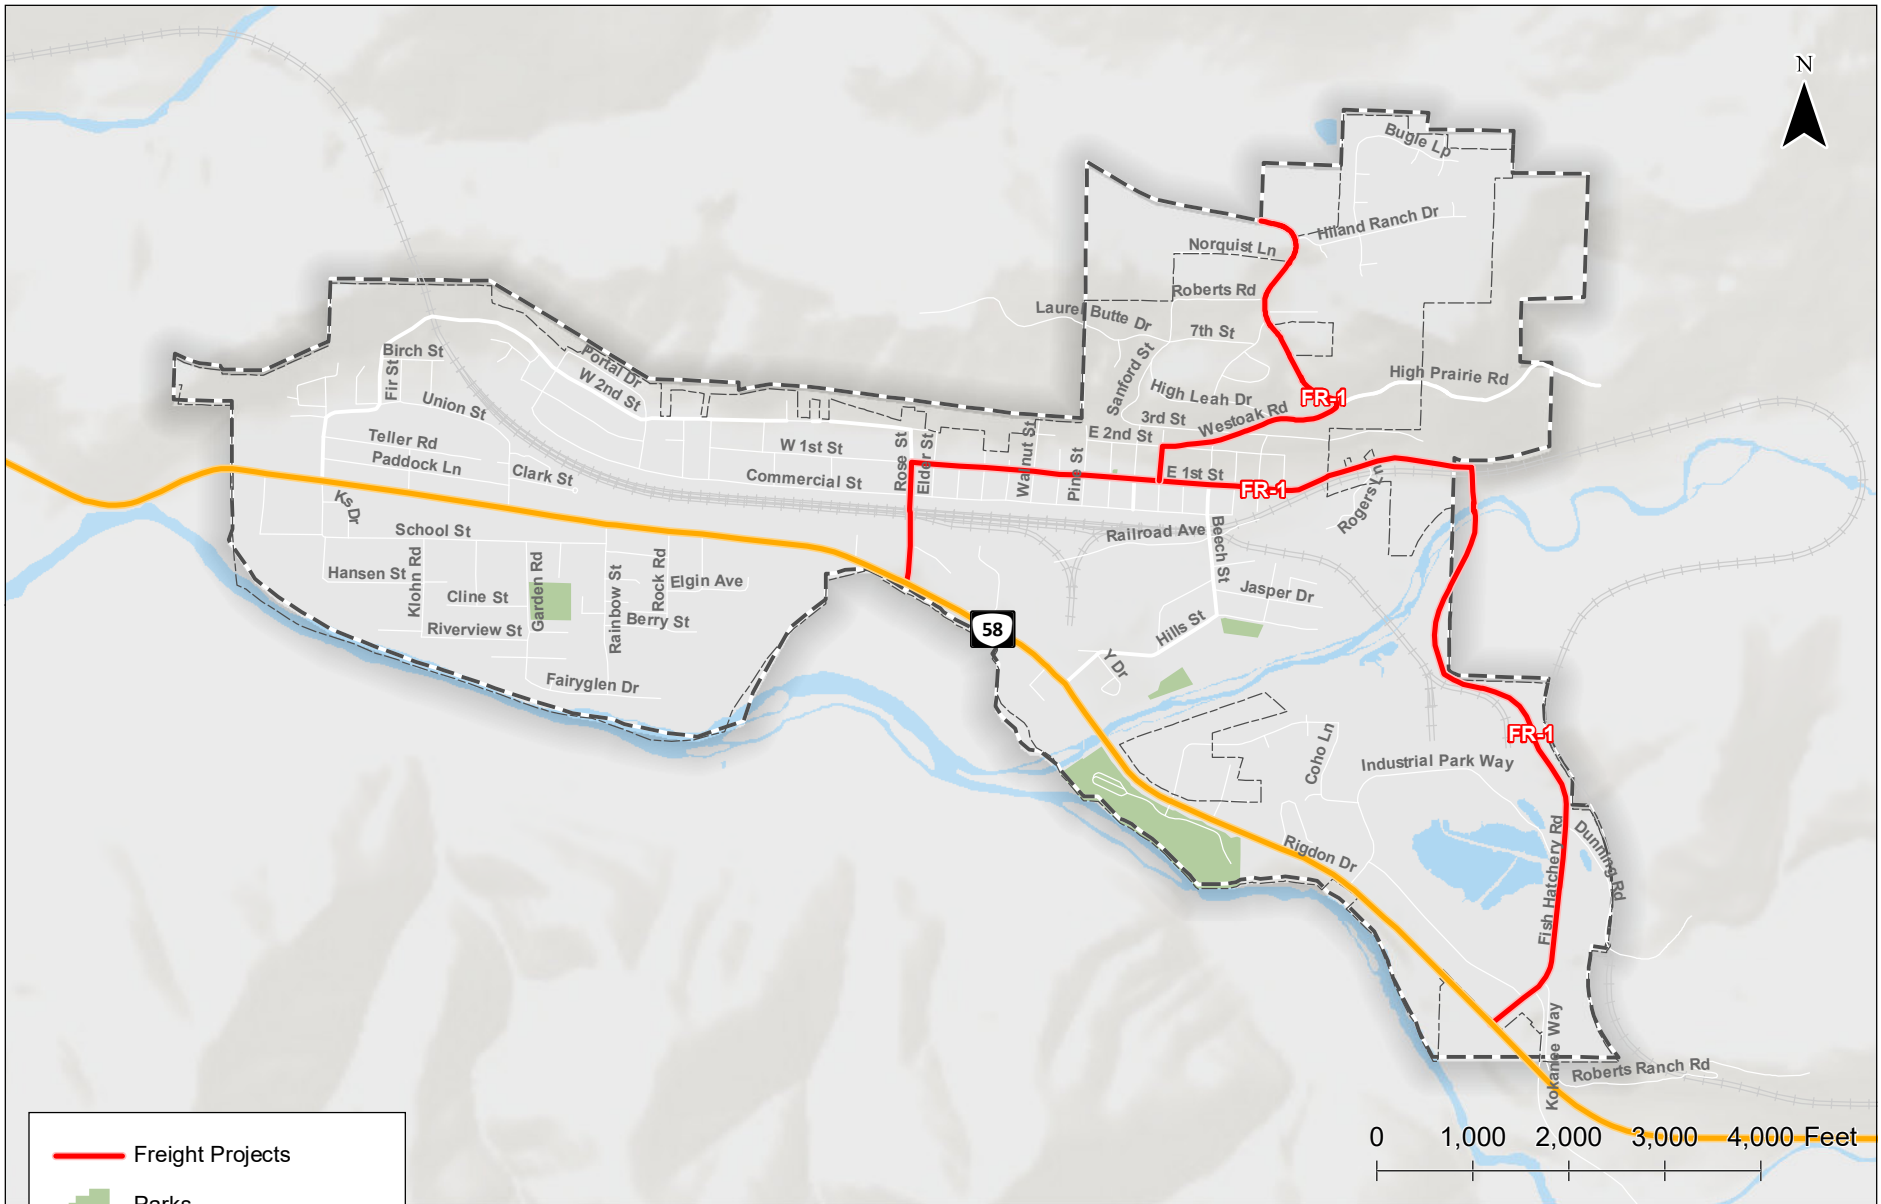 N
Bugle Lp
Hiland Ranch Dr
Norquist Ln
Roberts Rd
Laurel Butte Dr
7th St
Sanford St
High Prairie Rd
High Leah Dr
FR-1
3rd St
Westoak Rd
E 2nd St
Birch St
Fir St
Portal Dr
W 2nd St
Union St
Teller Rd
Paddock Ln
Clark St
W 1st St
Commercial St
Rose St
Elder St
Walnut St
Pine St
E 1st St
FR-1
Rogers Ln
Ks Dr
School St
Railroad Ave
Beech St
Hansen St
Klohn Rd
Cline St
Garden Rd
Rainbow St
Rock Rd
Elgin Ave
Berry St
Riverview St
Jasper Dr
58
Hills St
Y Dr
Fairyglen Dr
FR-1
Coho Ln
Industrial Park Way
Rigdon Dr
Fish Hatchery Rd
Dunning Rd
Kokanee Way
Roberts Ranch Rd
0 1,000 2,000 3,000 4,000 Feet
Freight Projects
Parks